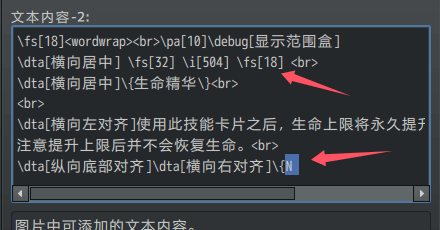 文本内容-2:
\fs[18]<wordwrap><br>\pa[10]\debug[显示范围盒]
\dta[横向居中] \fs[32] \i[504] \fs[18] <br>
\dta[横向居中]\{生命精华\}<br>
<br>
\dta[横向左对齐]使用此技能卡片之后, 生命上限将永久提升
注意提升上限后并不会恢复生命。<br>
\dta[纵向底部对齐]\dta[横向右对齐]\{N
图片中可添加的文本内容。